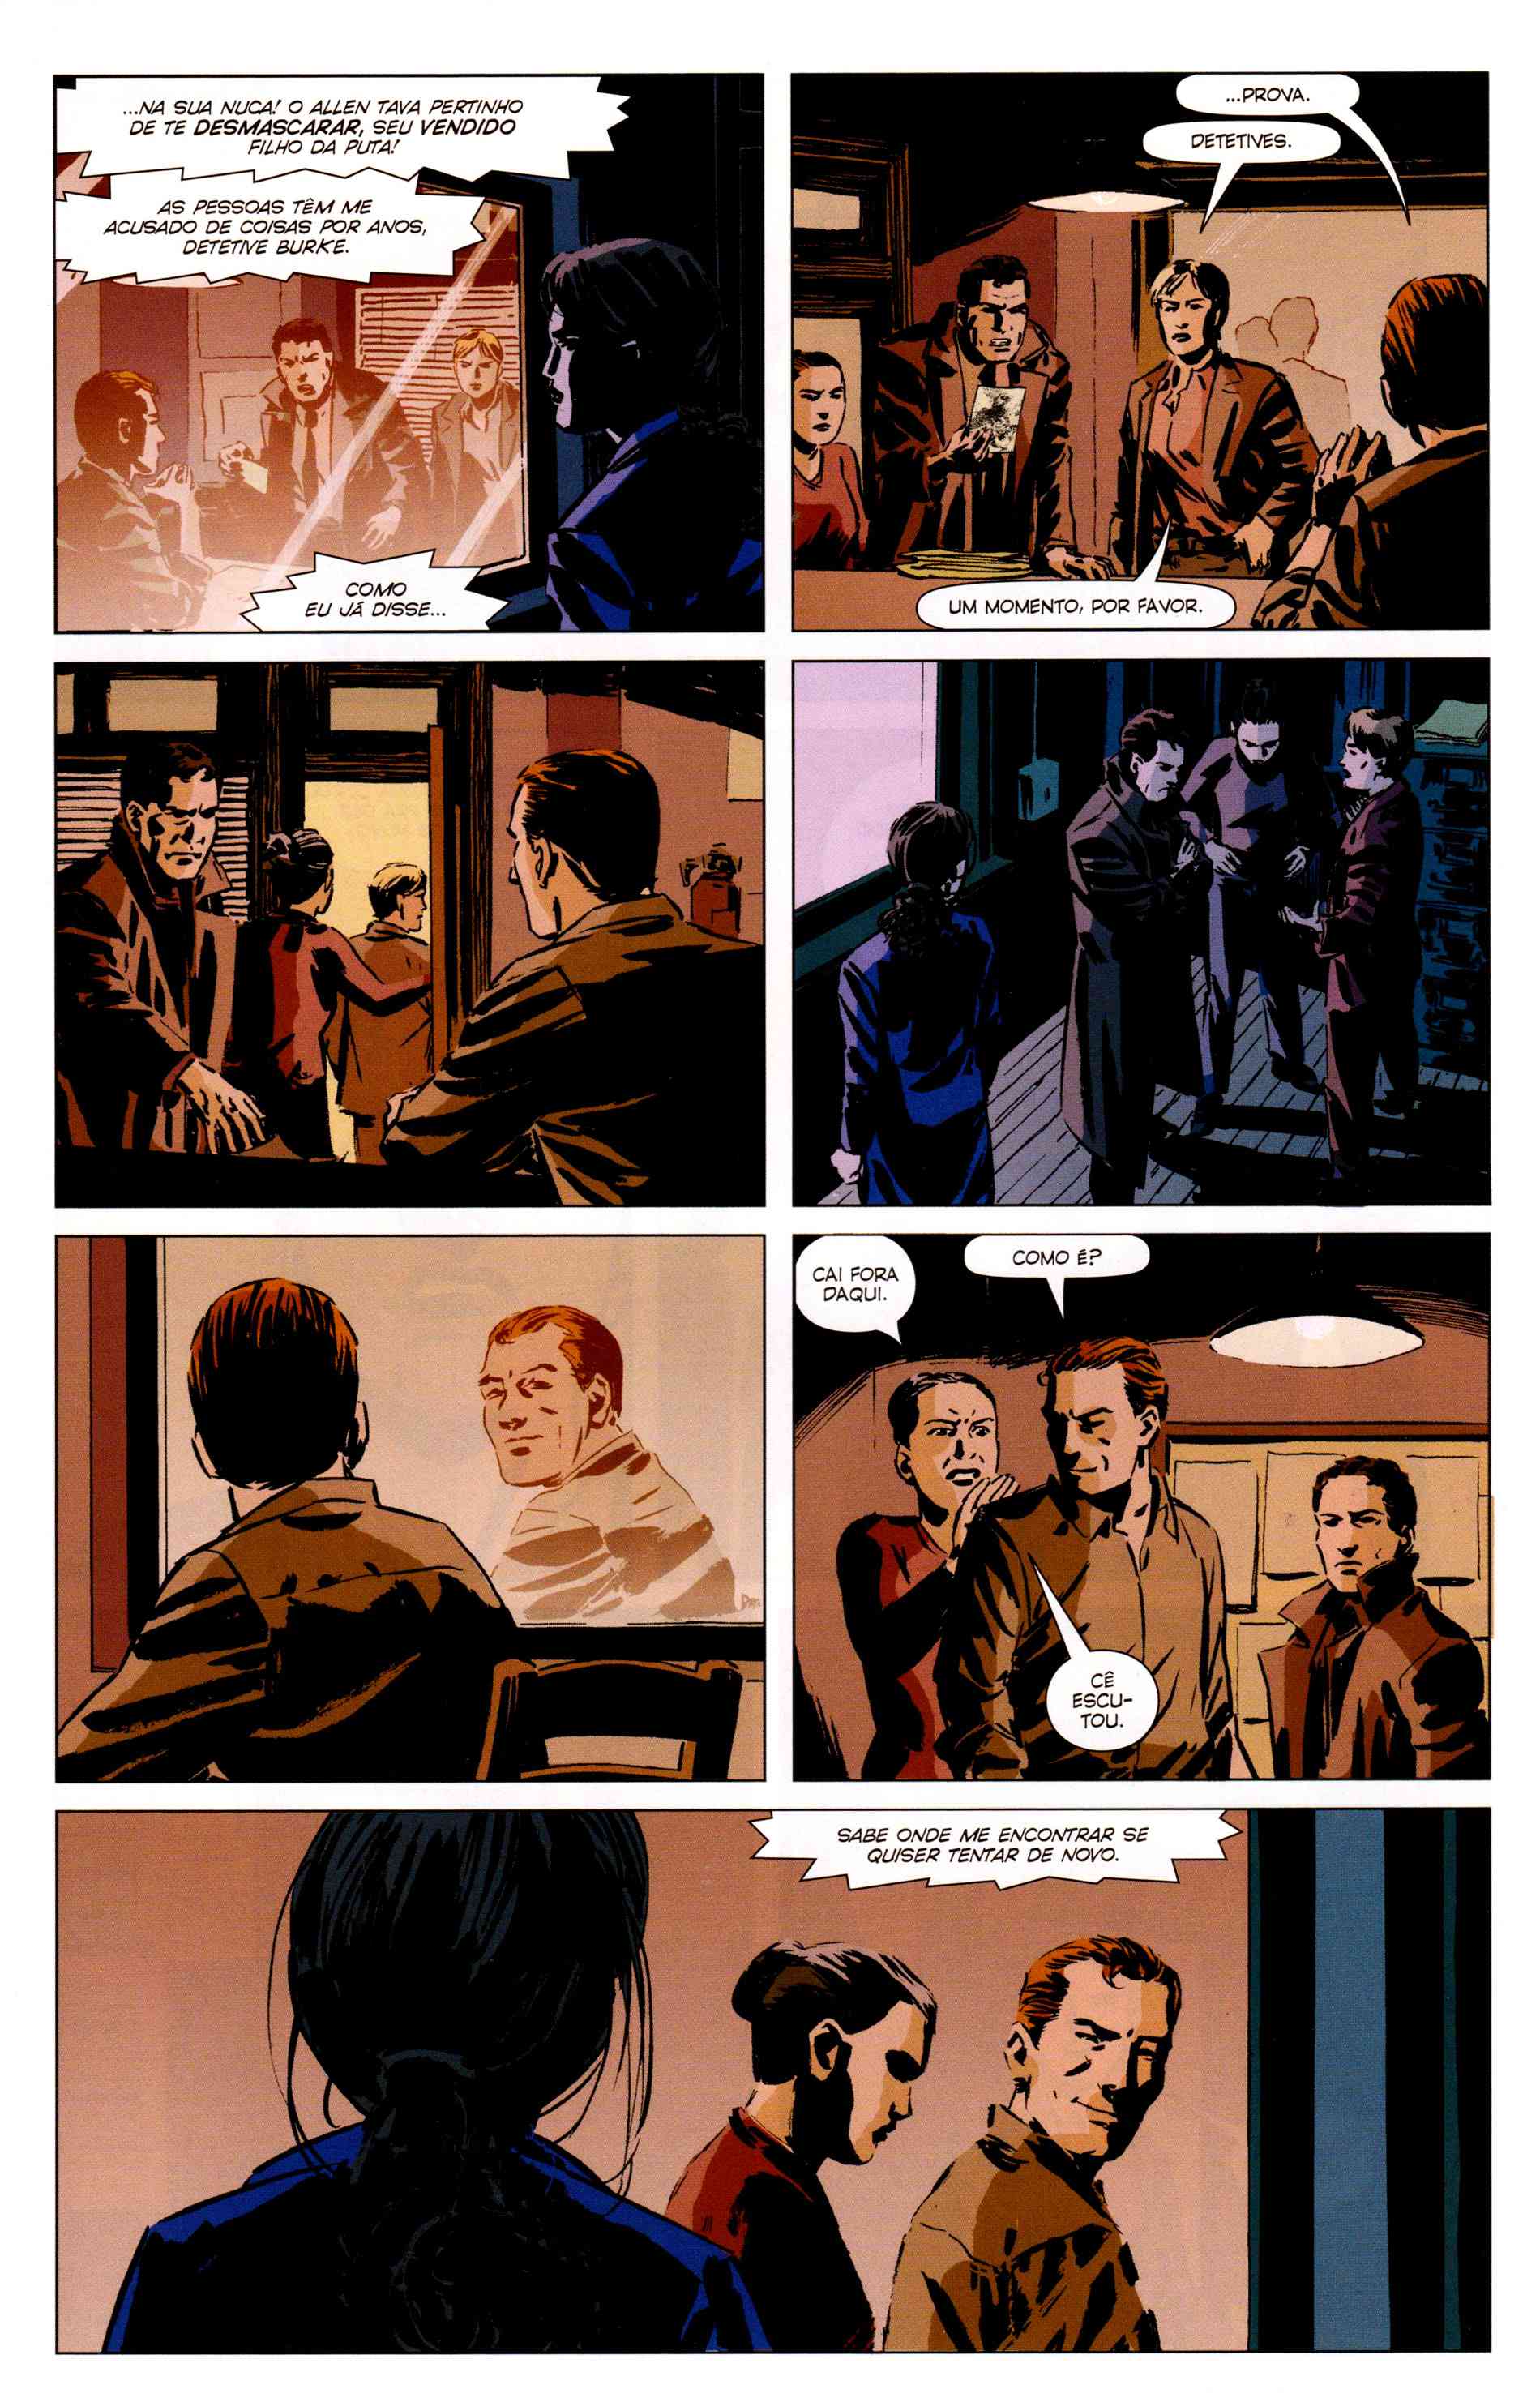 ...NA SUA NUCA! O ALLEN TAVA PERTINHO
DE TE DESMASCARAR, SEU VENDIDO
FILHO DA PUTA!
AS PESSOAS TÊM ME
ACUSADO DE COISAS POR ANOS,
DETETIVE BURKE.
COMO
EU JÁ DISSE...
...PROVA.
DETETIVES.
UM MOMENTO, POR FAVOR.
CAI FORA
DAQUI.
COMO É?
CÊ
ESCU-
TOU.
SABE ONDE ME ENCONTRAR SE
QUISER TENTAR DE NOVO.